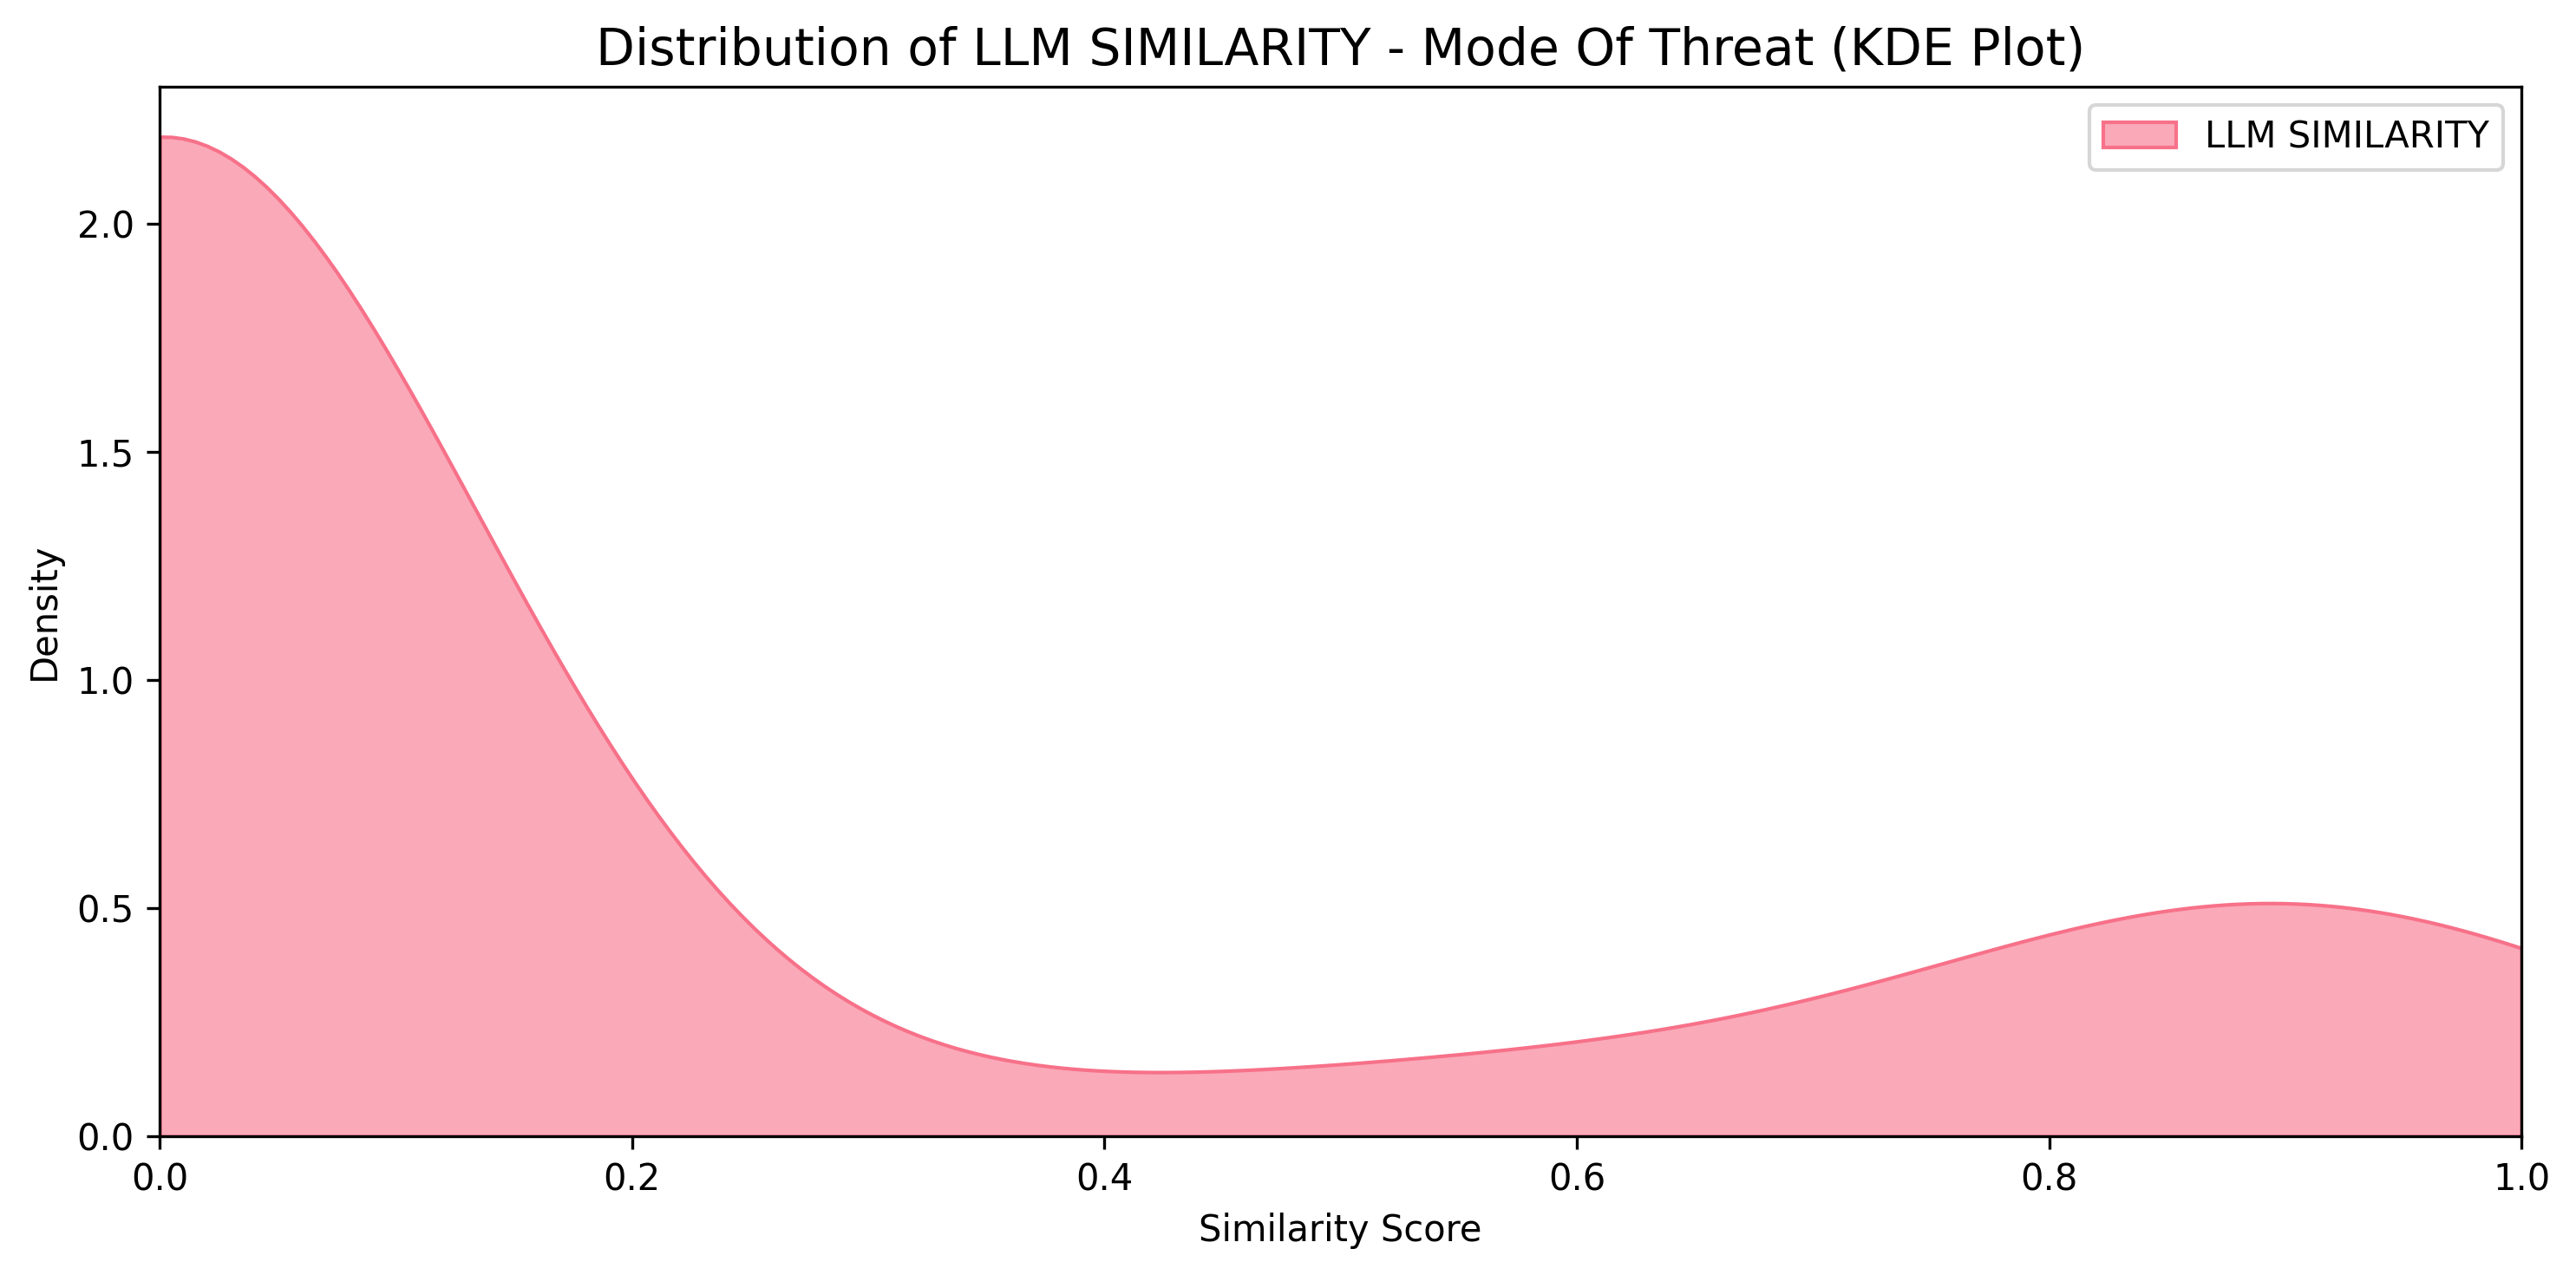 Distribution of LLM SIMILARITY - Mode Of Threat (KDE Plot)
LLM SIMILARITY
Density
2.0
1.5
1.0
0.5
0.0
0.0 0.2 0.4 0.6 0.8 1.0
Similarity Score